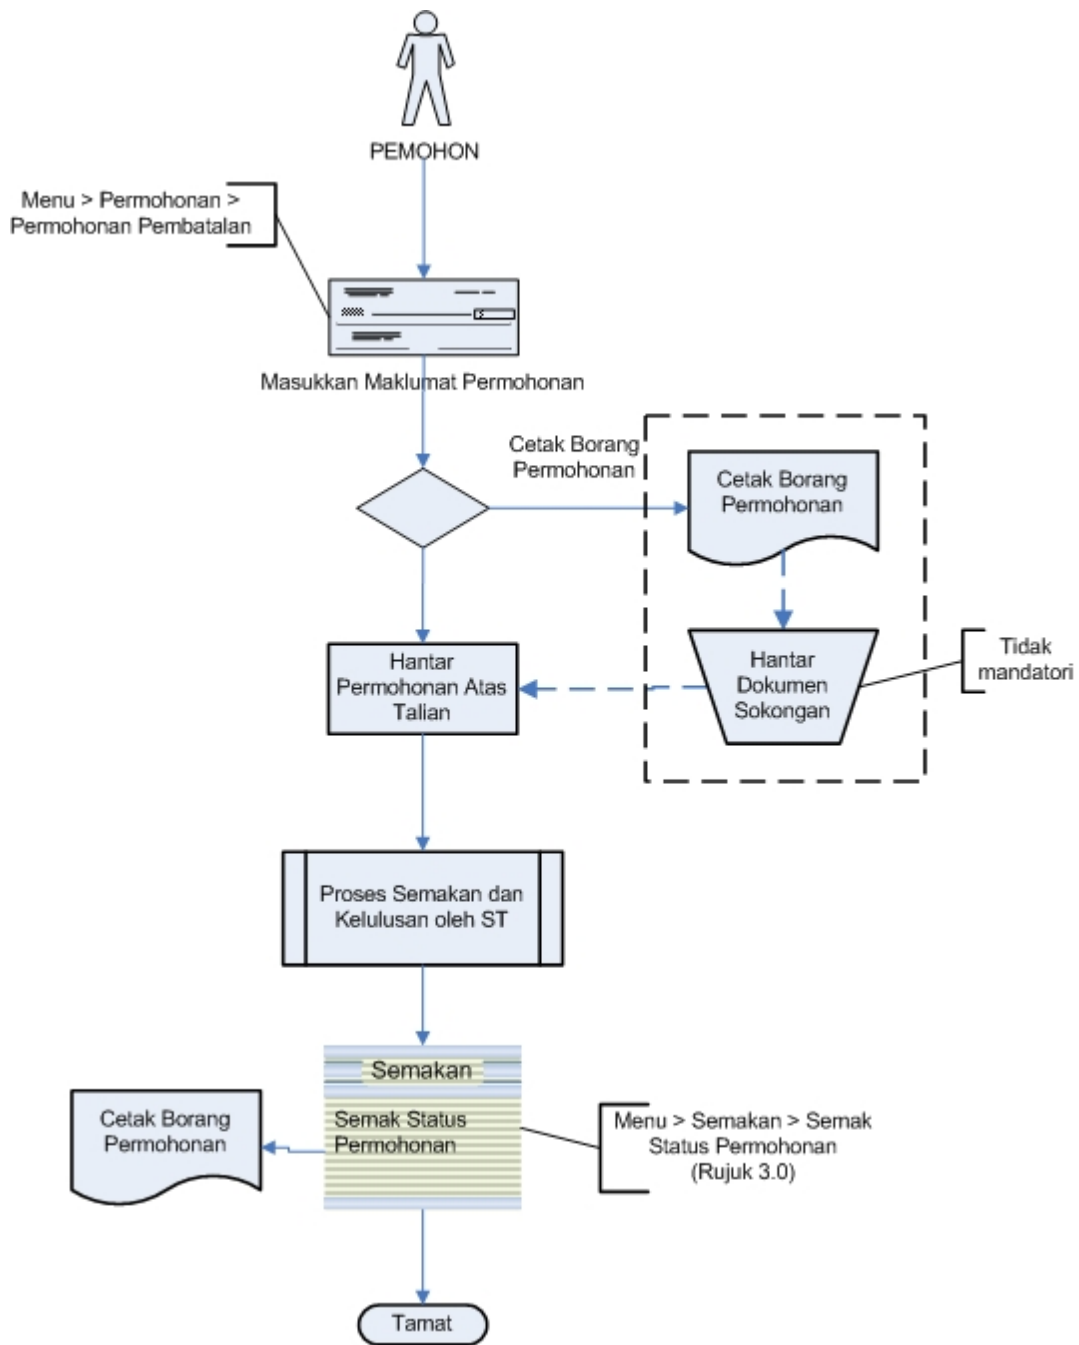 PEMOHON
Menu > Permohonan >
Permohonan Pembatalan
Masukkan Maklumat Permohonan
Cetak Borang
Permohonan
Cetak Borang
Permohonan
Hantar
Permohonan Atas
Talian
Hantar
Dokumen
Sokongan
Tidak
mandatori
Proses Semakan dan
Kelulusan oleh ST
Semakan
Semak Status
Permohonan
Cetak Borang
Permohonan
Menu > Semakan > Semak
Status Permohonan
(Rujuk 3.0)
Tamat